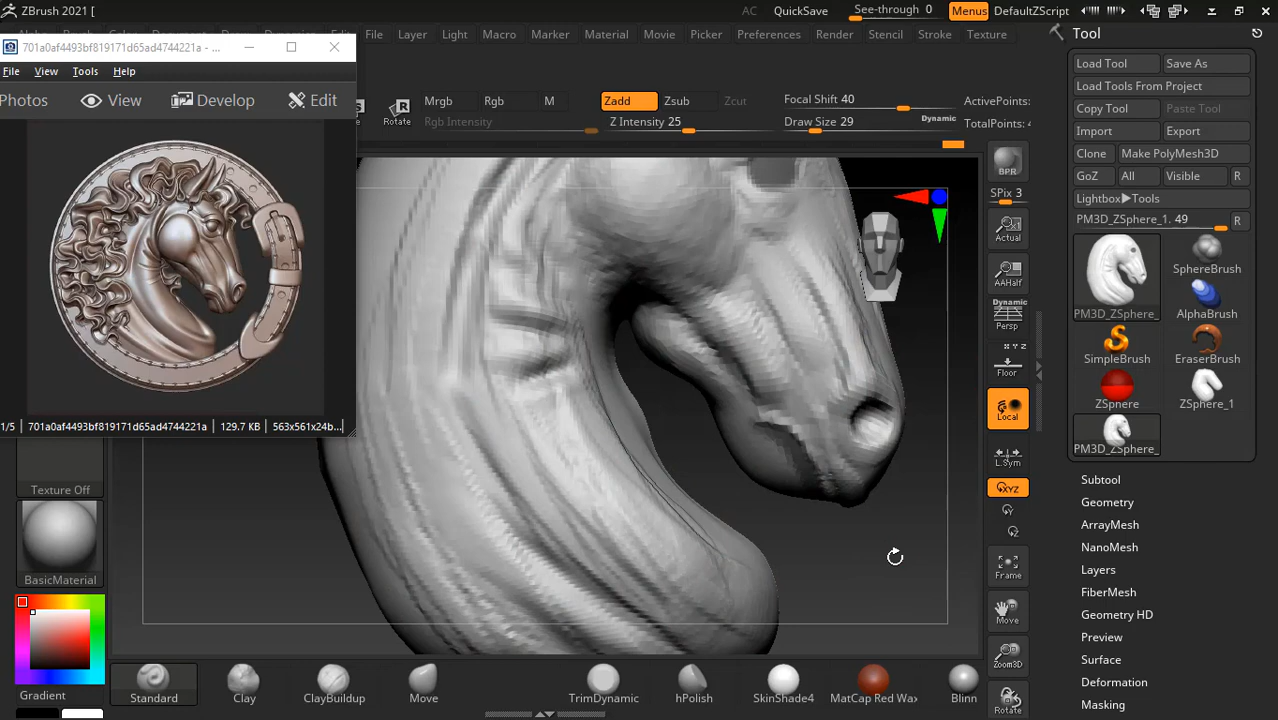 ZBrush 2021 [
AC
QuickSave
See-through 0
Menus
DefaultZScript
File
Layer
Light
Macro
Marker
Material
Movie
Picker
Preferences
Render
Stencil
Stroke
Texture
701a0af4493bf819171d65ad4744221a - ...
File
View
Tools
Help
Photos
View
Develop
Edit
1/5
701a0af4493bf819171d65ad4744221a
129.7 KB
563x561x24b...
Rotate
Mrgb
Rgb
M
Rgb Intensity
Zadd
Zsub
Zcut
Z Intensity 25
Focal Shift 40
Draw Size 29
Dynamic
ActivePoints:
TotalPoints: 4
BPR
SPix 3
Actual
AAHalf
Dynamic
Persp
X Y Z
Floor
Local
L.Sym
XYZ
Y
Z
Frame
Move
Zoom3D
Rotate
Tool
Load Tool
Save As
Load Tools From Project
Copy Tool
Paste Tool
Import
Export
Clone
Make PolyMesh3D
GoZ
All
Visible
R
Lightbox▶Tools
PM3D_ZSphere_1. 49
R
PM3D_ZSphere_
SphereBrush
AlphaBrush
SimpleBrush
EraserBrush
ZSphere
ZSphere_1
PM3D_ZSphere_
Subtool
Geometry
ArrayMesh
NanoMesh
Layers
FiberMesh
Geometry HD
Preview
Surface
Deformation
Masking
Texture Off
BasicMaterial
Gradient
Standard
Clay
ClayBuildup
Move
TrimDynamic
hPolish
SkinShade4
MatCap Red Wax
Blinn